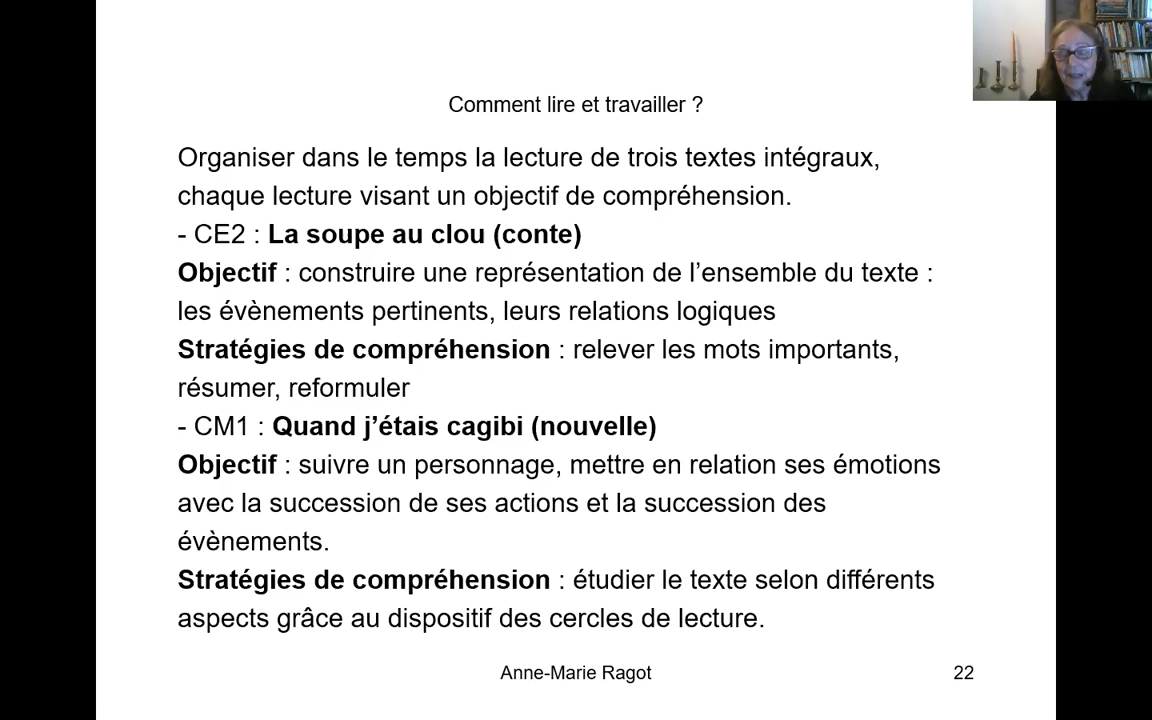 Comment lire et travailler ?
Organiser dans le temps la lecture de trois textes intégraux,
chaque lecture visant un objectif de compréhension.
- CE2 : La soupe au clou (conte)
Objectif : construire une représentation de l’ensemble du texte :
les évènements pertinents, leurs relations logiques
Stratégies de compréhension : relever les mots importants,
résumer, reformuler
- CM1 : Quand j’étais cagibi (nouvelle)
Objectif : suivre un personnage, mettre en relation ses émotions
avec la succession de ses actions et la succession des
évènements.
Stratégies de compréhension : étudier le texte selon différents
aspects grâce au dispositif des cercles de lecture.
Anne-Marie Ragot
22